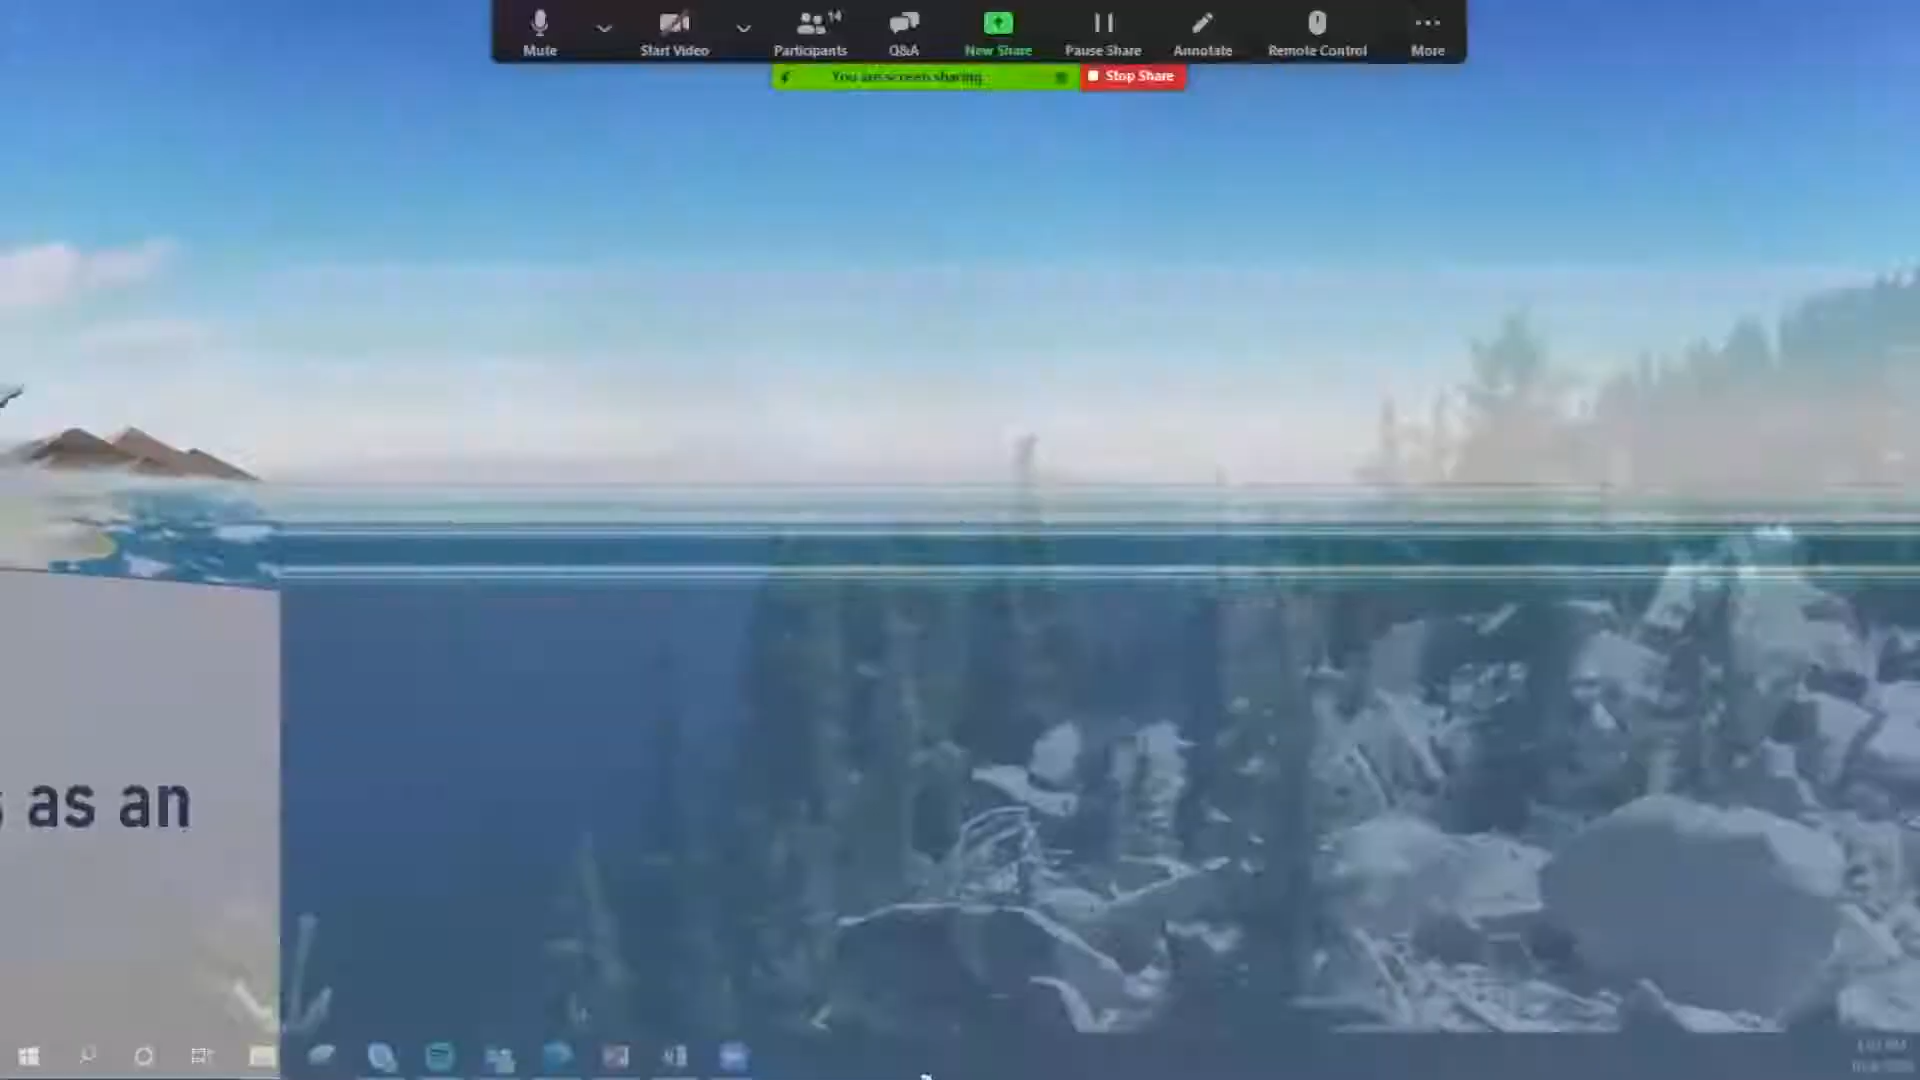 14
Mute Start Video Participants Q&A New Share Pause Share Annotate Remote Control More
You are screen sharing Stop Share
as an